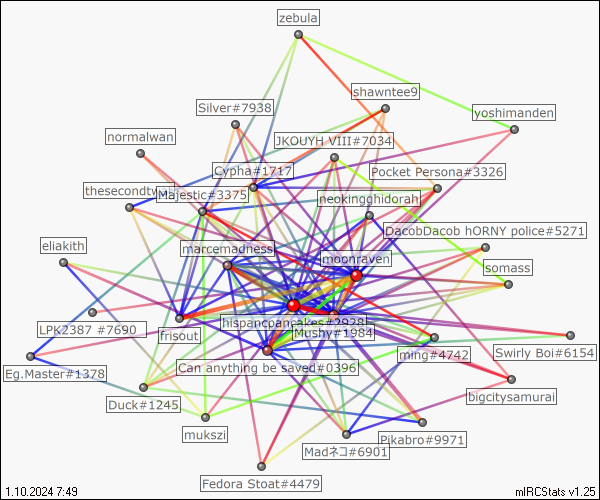 zebula
shawntee9
Silver#7938
yoshimanden
normalwan
JKOUYH VIII#7034
Cypha#1717
Pocket Persona#3326
thesecondtw
Majestic#3375
neokingghidorah
DacobDacob hORNY police#5271
eliakith
marcemadness
moonraven
somass
LPK2387 #7690
frisout
hispancpancakes#2928
Mushy#1984
ming#4742
Swirly Boi#6154
Eg.Master#1378
Can anything be saved#0396
bigcitysamurai
Duck#1245
mukszi
Pikabro#9971
Madネコ#6901
Fedora Stoat#4479
1.10.2024 7:49
mIRCStats v1.25